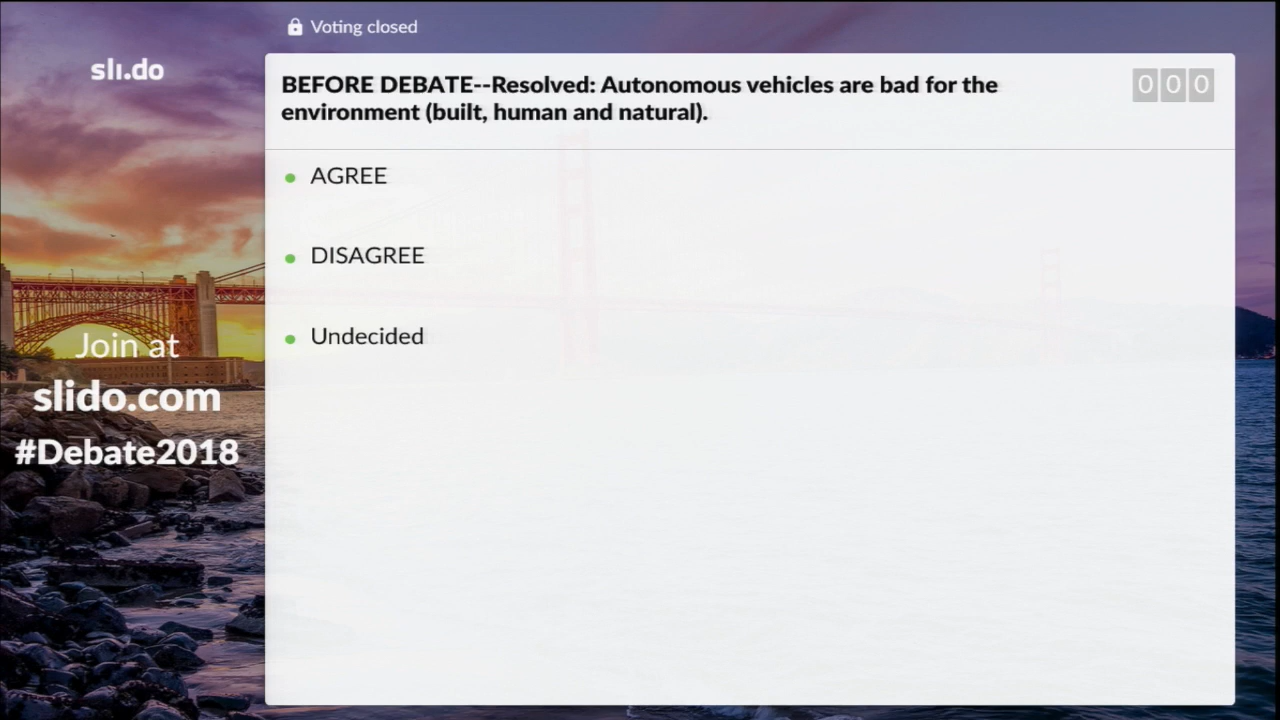 Voting closed
sli.do
BEFORE DEBATE--Resolved: Autonomous vehicles are bad for the
environment (built, human and natural).
000
AGREE
DISAGREE
Undecided
Join at
slido.com
#Debate2018